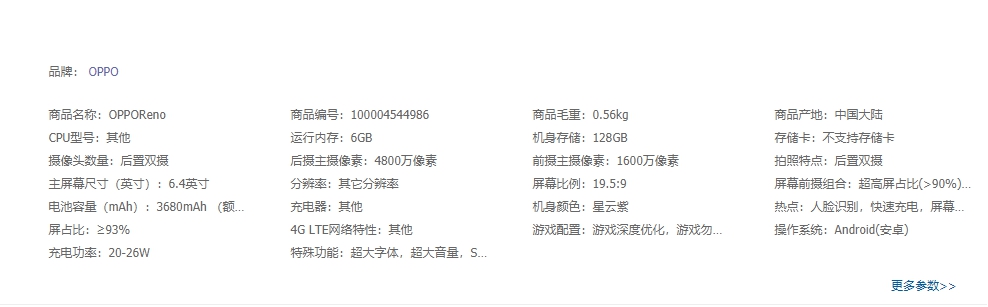 品牌： OPPO
商品名称：OPPOReno 商品编号：100004544986 商品毛重：0.56kg 商品产地：中国大陆
CPU型号：其他 运行内存：6GB 机身存储：128GB 存储卡：不支持存储卡
摄像头数量：后置双摄 后摄主摄像素：4800万像素 前摄主摄像素：1600万像素 拍照特点：后置双摄
主屏幕尺寸（英寸）：6.4英寸 分辨率：其它分辨率 屏幕比例：19.5:9 屏幕前摄组合：超高屏占比(>90%)...
电池容量（mAh）：3680mAh （额... 充电器：其他 机身颜色：星云紫 热点：人脸识别，快速充电，屏幕...
屏占比：≥93% 4G LTE网络特性：其他 游戏配置：游戏深度优化，游戏勿... 操作系统：Android(安卓)
充电功率：20-26W 特殊功能：超大字体，超大音量，S...
更多参数>>